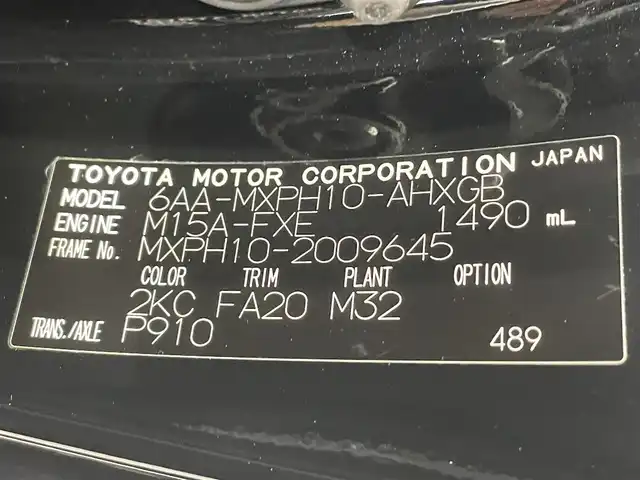 TOYOTA MOTOR CORPORATION JAPAN
MODEL 6AA-MXPH10-AHXGB
ENGINE M15A-FXE 1490 mL
FRAME No. MXPH10-2009645
COLOR TRIM PLANT OPTION
2KC FA20 M32
TRANS./AXLE P910 489